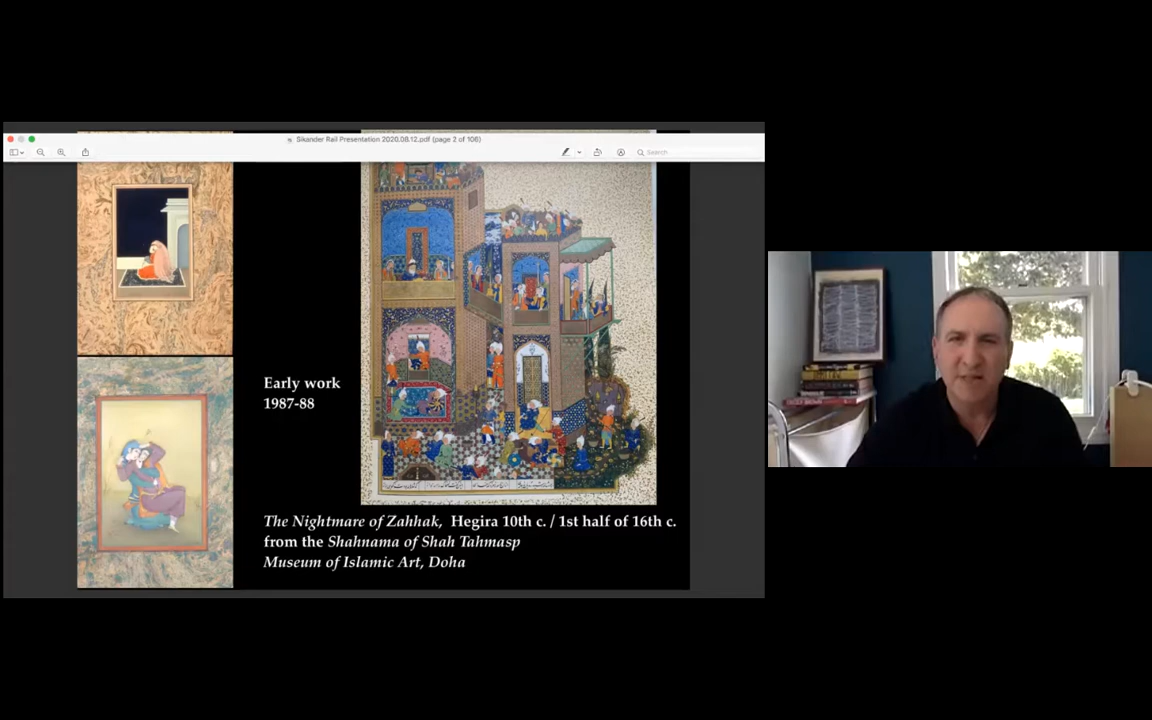 Sikander Rail Presentation 2020.08.12.pdf (page 2 of 108)
Search
Early work
1987-88
The Nightmare of Zahhak, Hegira 10th c. / 1st half of 16th c.
from the Shahnama of Shah Tahmasp
Museum of Islamic Art, Doha